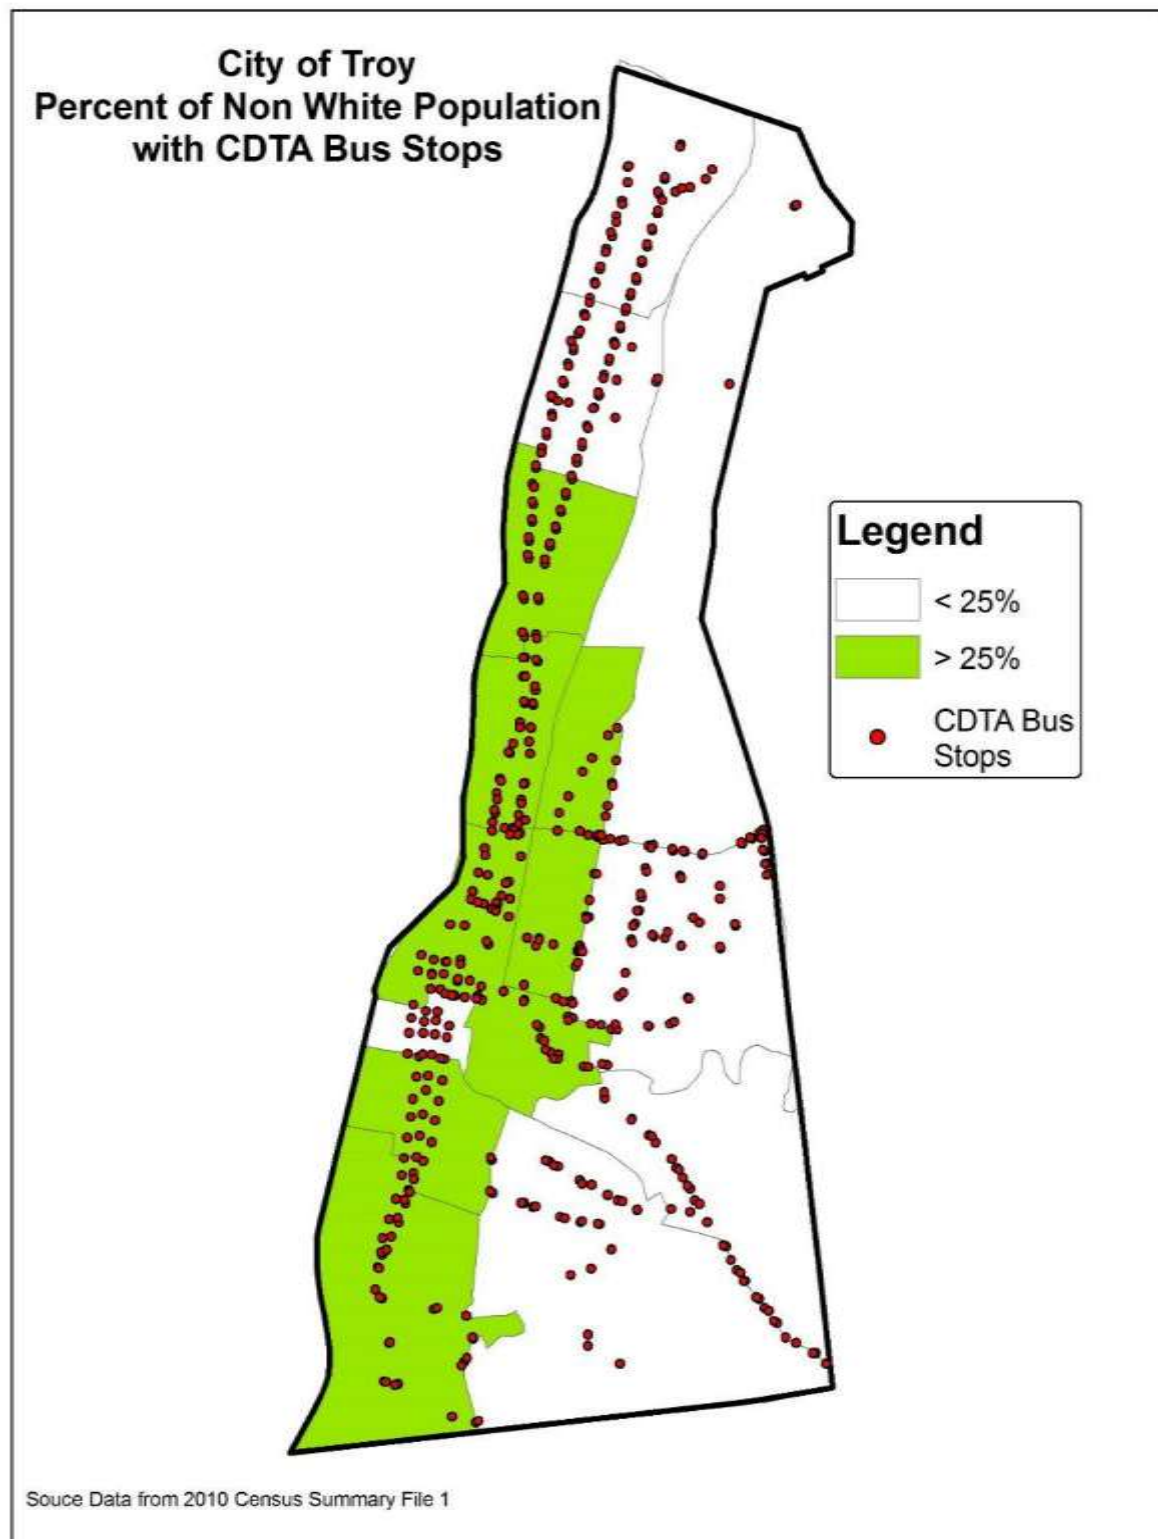 City of Troy
Percent of Non White Population
with CDTA Bus Stops
Legend
< 25%
> 25%
CDTA Bus
Stops
Souce Data from 2010 Census Summary File 1